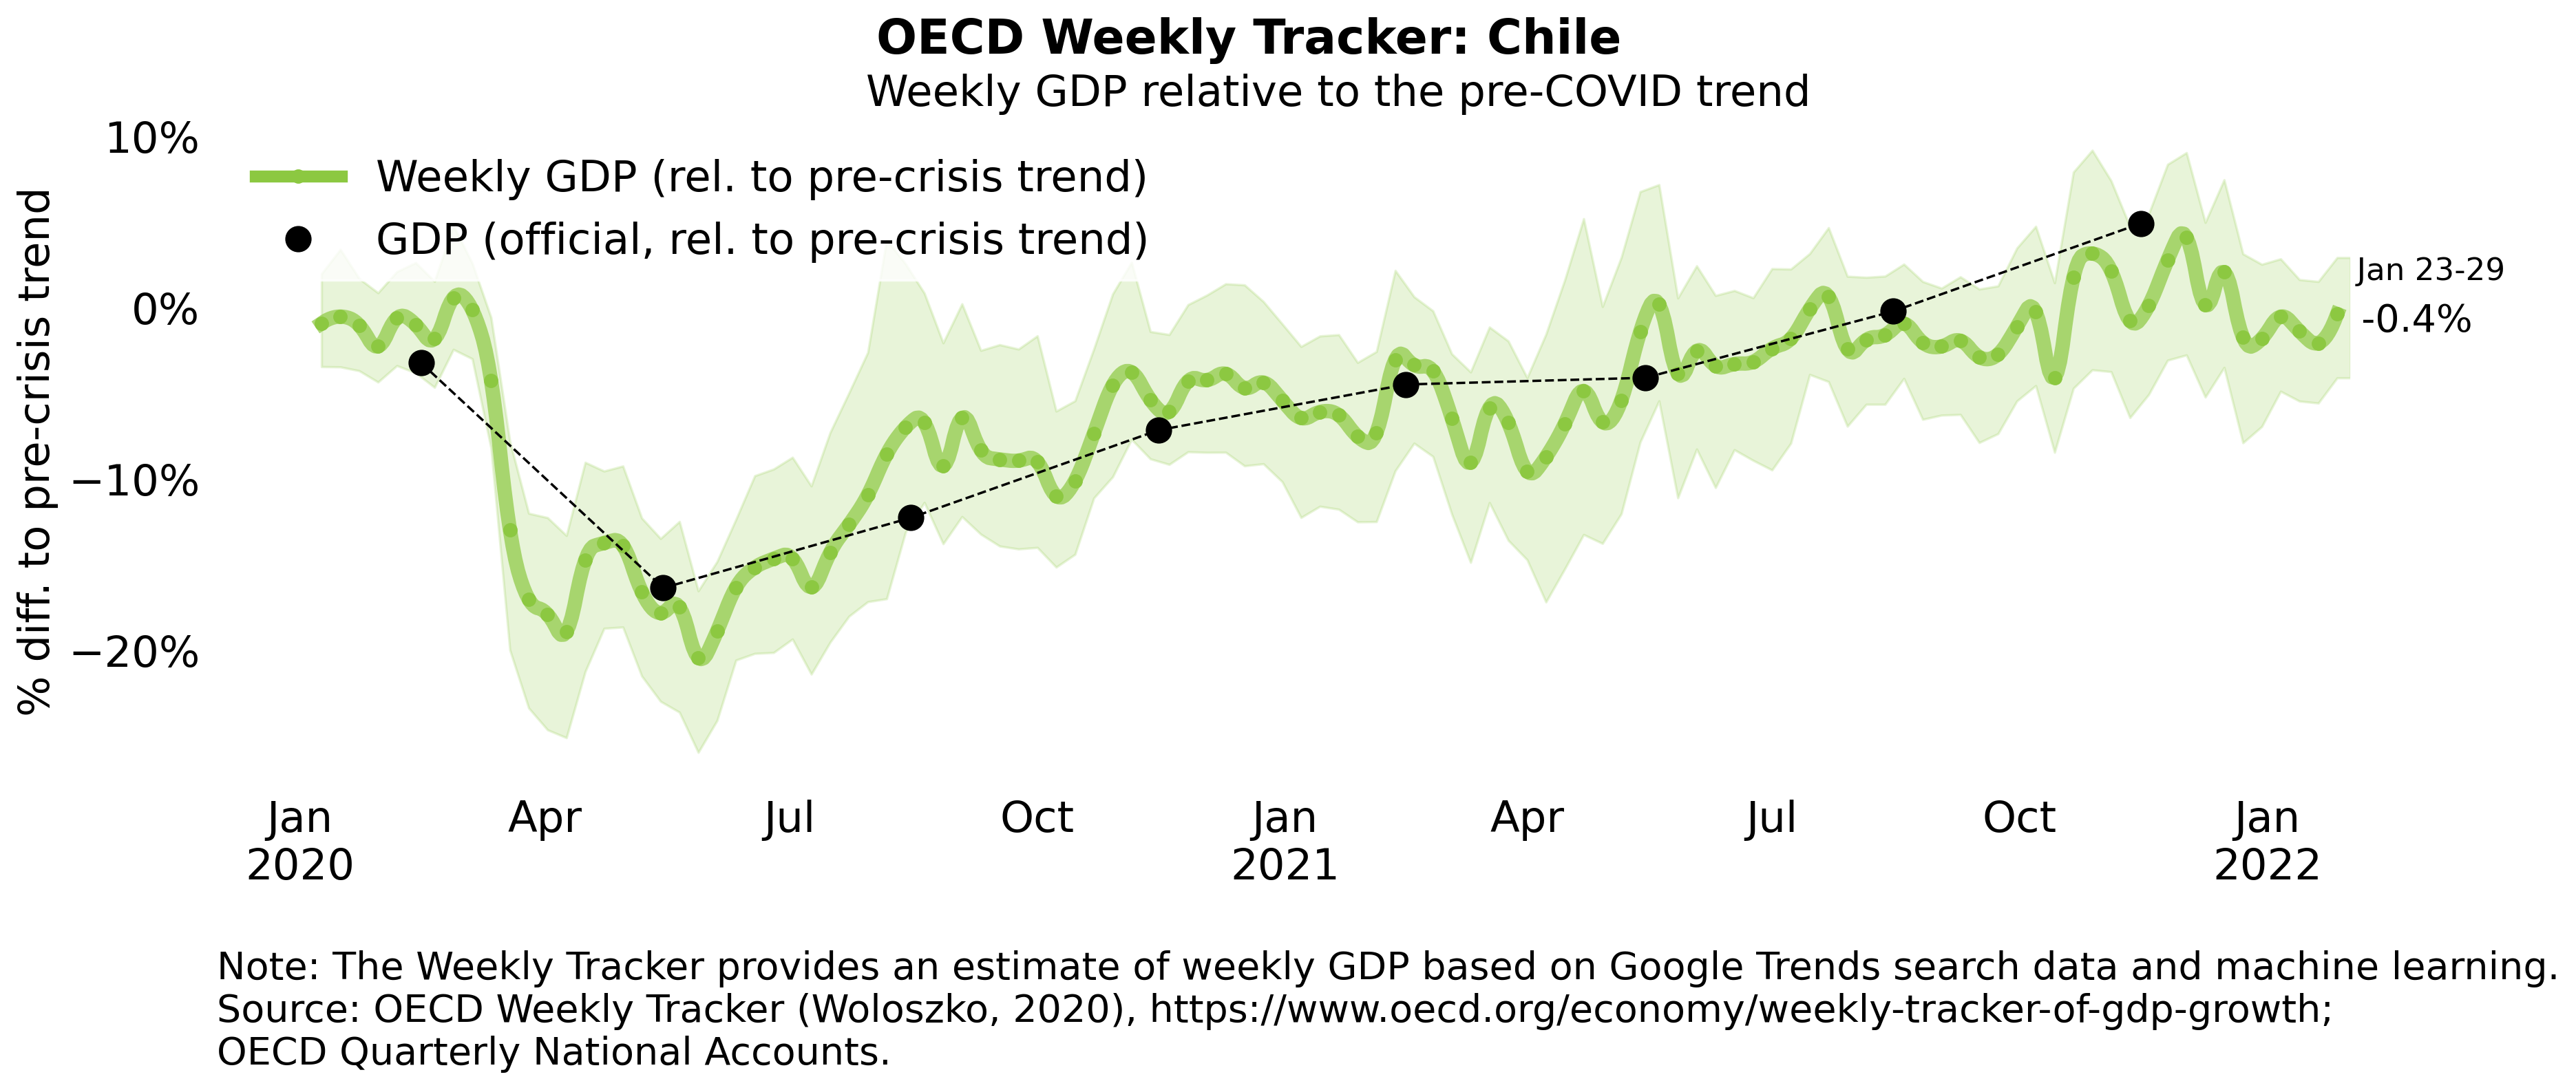 OECD Weekly Tracker: Chile
Weekly GDP relative to the pre-COVID trend
% diff. to pre-crisis trend
10%
0%
−10%
−20%
Weekly GDP (rel. to pre-crisis trend)
GDP (official, rel. to pre-crisis trend)
Jan 23-29
-0.4%
Jan Apr Jul Oct Jan Apr Jul Oct Jan
2020 2021 2022
Note: The Weekly Tracker provides an estimate of weekly GDP based on Google Trends search data and machine learning.
Source: OECD Weekly Tracker (Woloszko, 2020), https://www.oecd.org/economy/weekly-tracker-of-gdp-growth;
OECD Quarterly National Accounts.